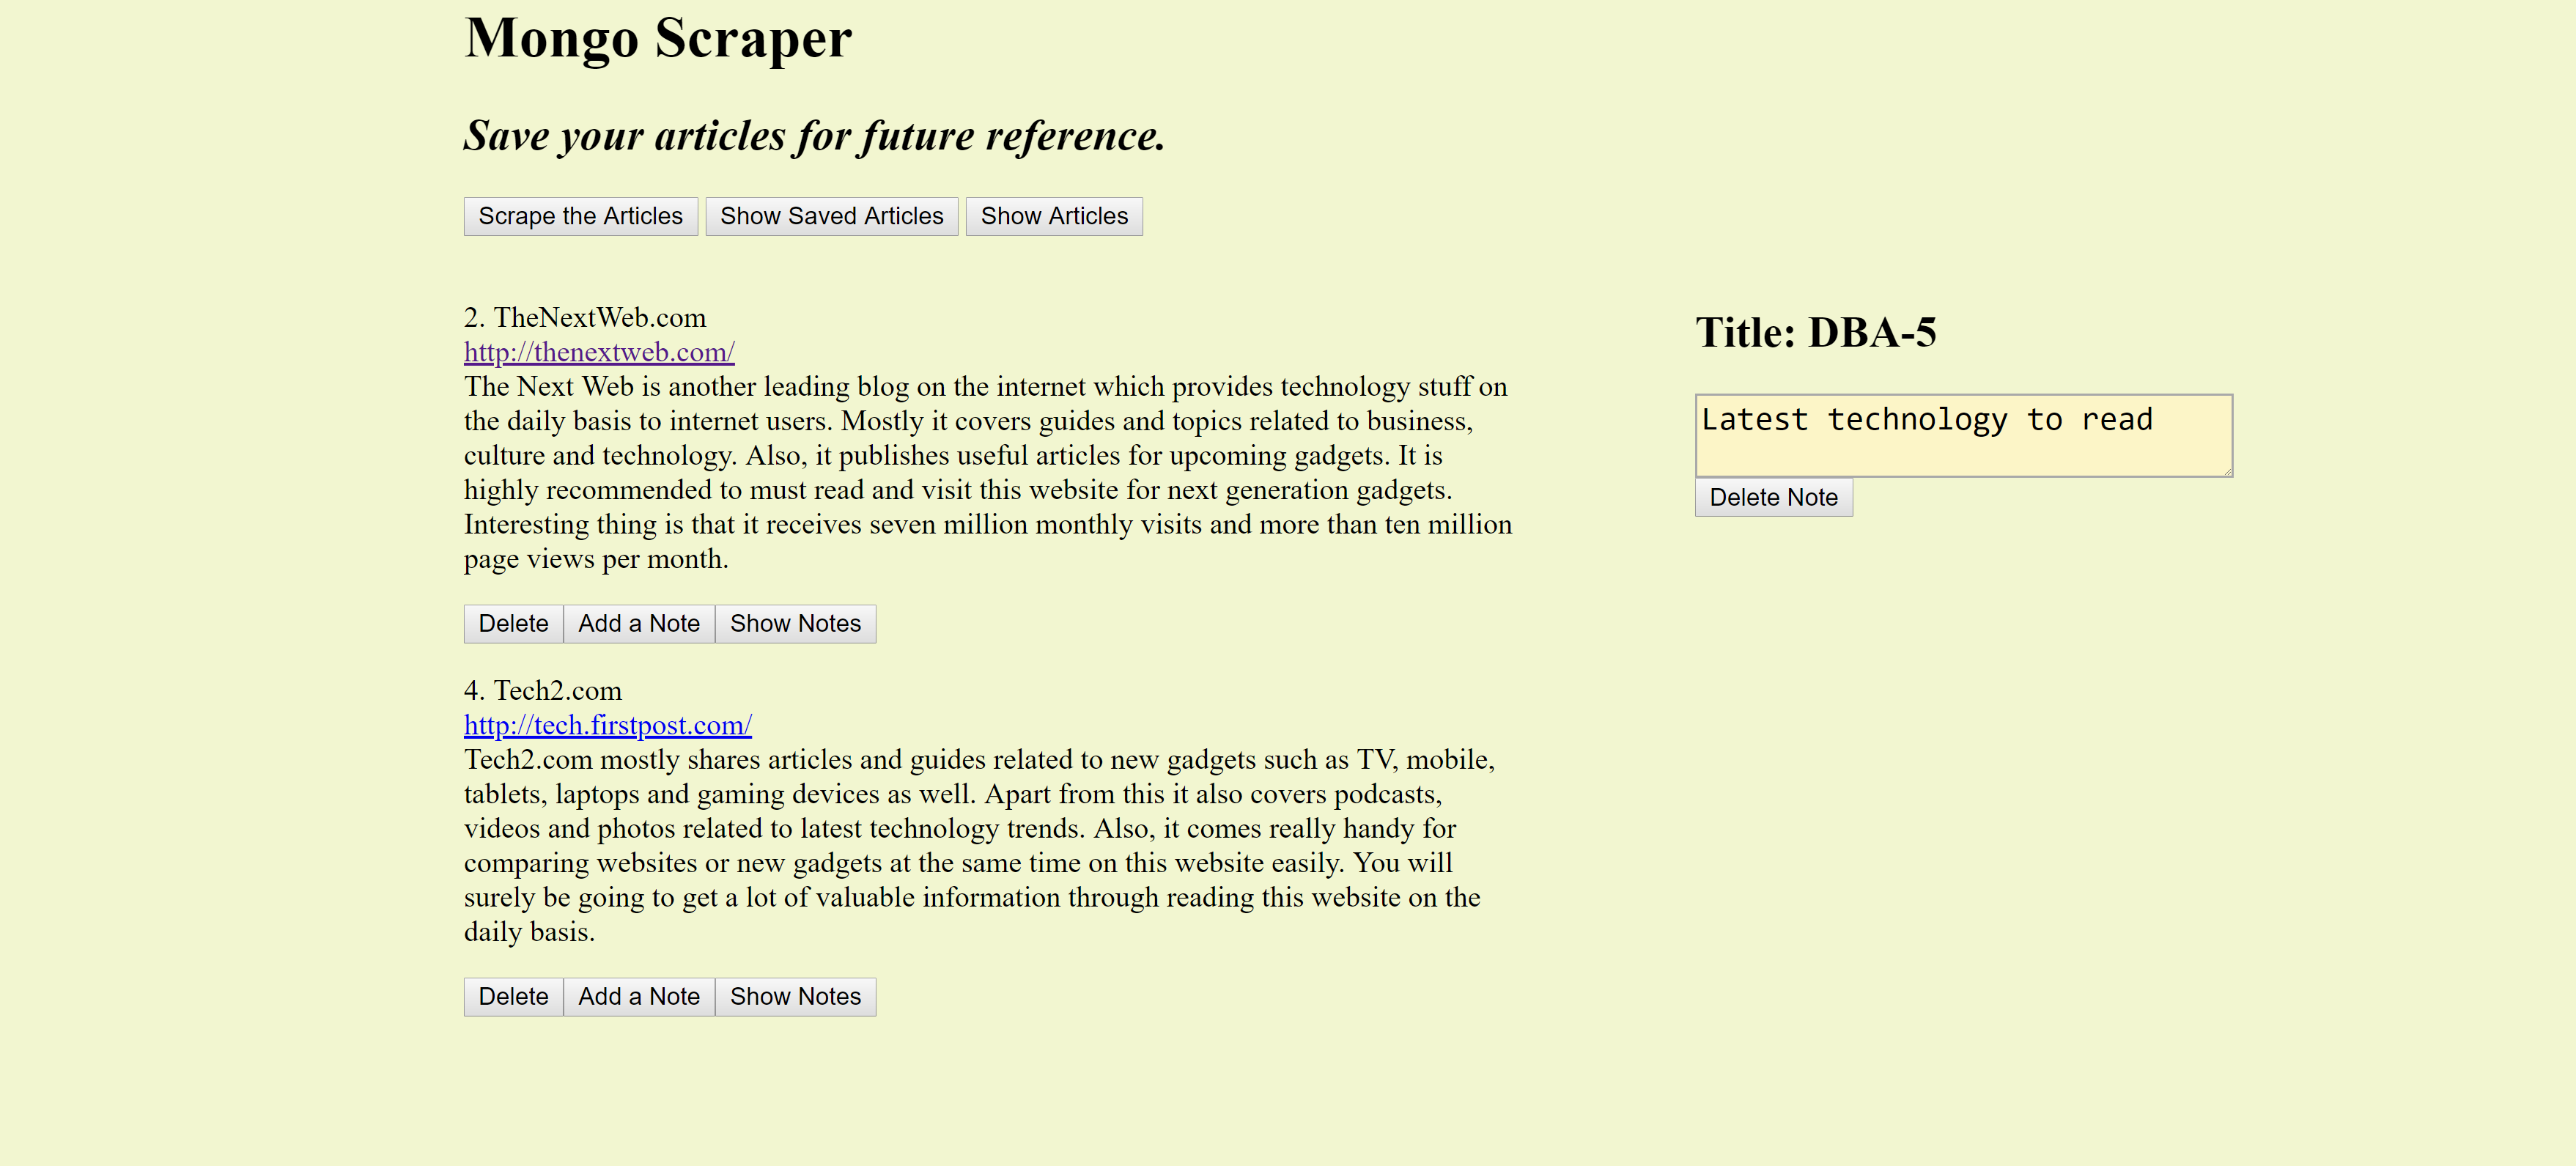 Mongo Scraper
Save your articles for future reference.
Scrape the Articles Show Saved Articles Show Articles
2. TheNextWeb.com
http://thenextweb.com/
The Next Web is another leading blog on the internet which provides technology stuff on
the daily basis to internet users. Mostly it covers guides and topics related to business,
culture and technology. Also, it publishes useful articles for upcoming gadgets. It is
highly recommended to must read and visit this website for next generation gadgets.
Interesting thing is that it receives seven million monthly visits and more than ten million
page views per month.
Delete Add a Note Show Notes
4. Tech2.com
http://tech.firstpost.com/
Tech2.com mostly shares articles and guides related to new gadgets such as TV, mobile,
tablets, laptops and gaming devices as well. Apart from this it also covers podcasts,
videos and photos related to latest technology trends. Also, it comes really handy for
comparing websites or new gadgets at the same time on this website easily. You will
surely be going to get a lot of valuable information through reading this website on the
daily basis.
Delete Add a Note Show Notes
Title: DBA-5
Latest technology to read
Delete Note